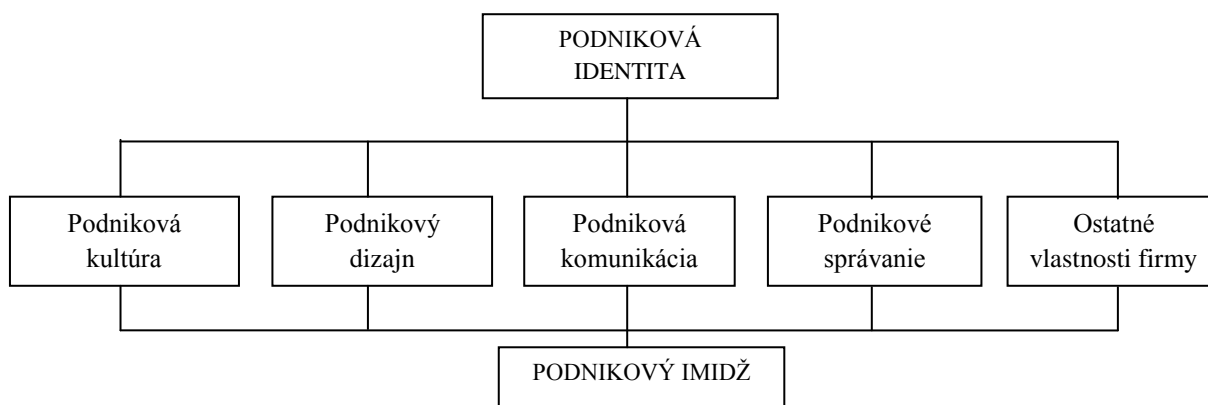 PODNIKOVÁ
IDENTITA
Podniková
kultúra
Podnikový
dizajn
Podniková
komunikácia
Podnikové
správanie
Ostatné
vlastnosti firmy
PODNIKOVÝ IMIDŽ